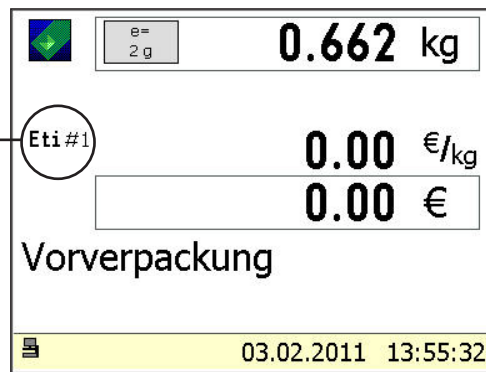 e=
2 g
0.662 kg
Eti #1
0.00 €/kg
0.00 €
Vorverpackung
03.02.2011 13:55:32